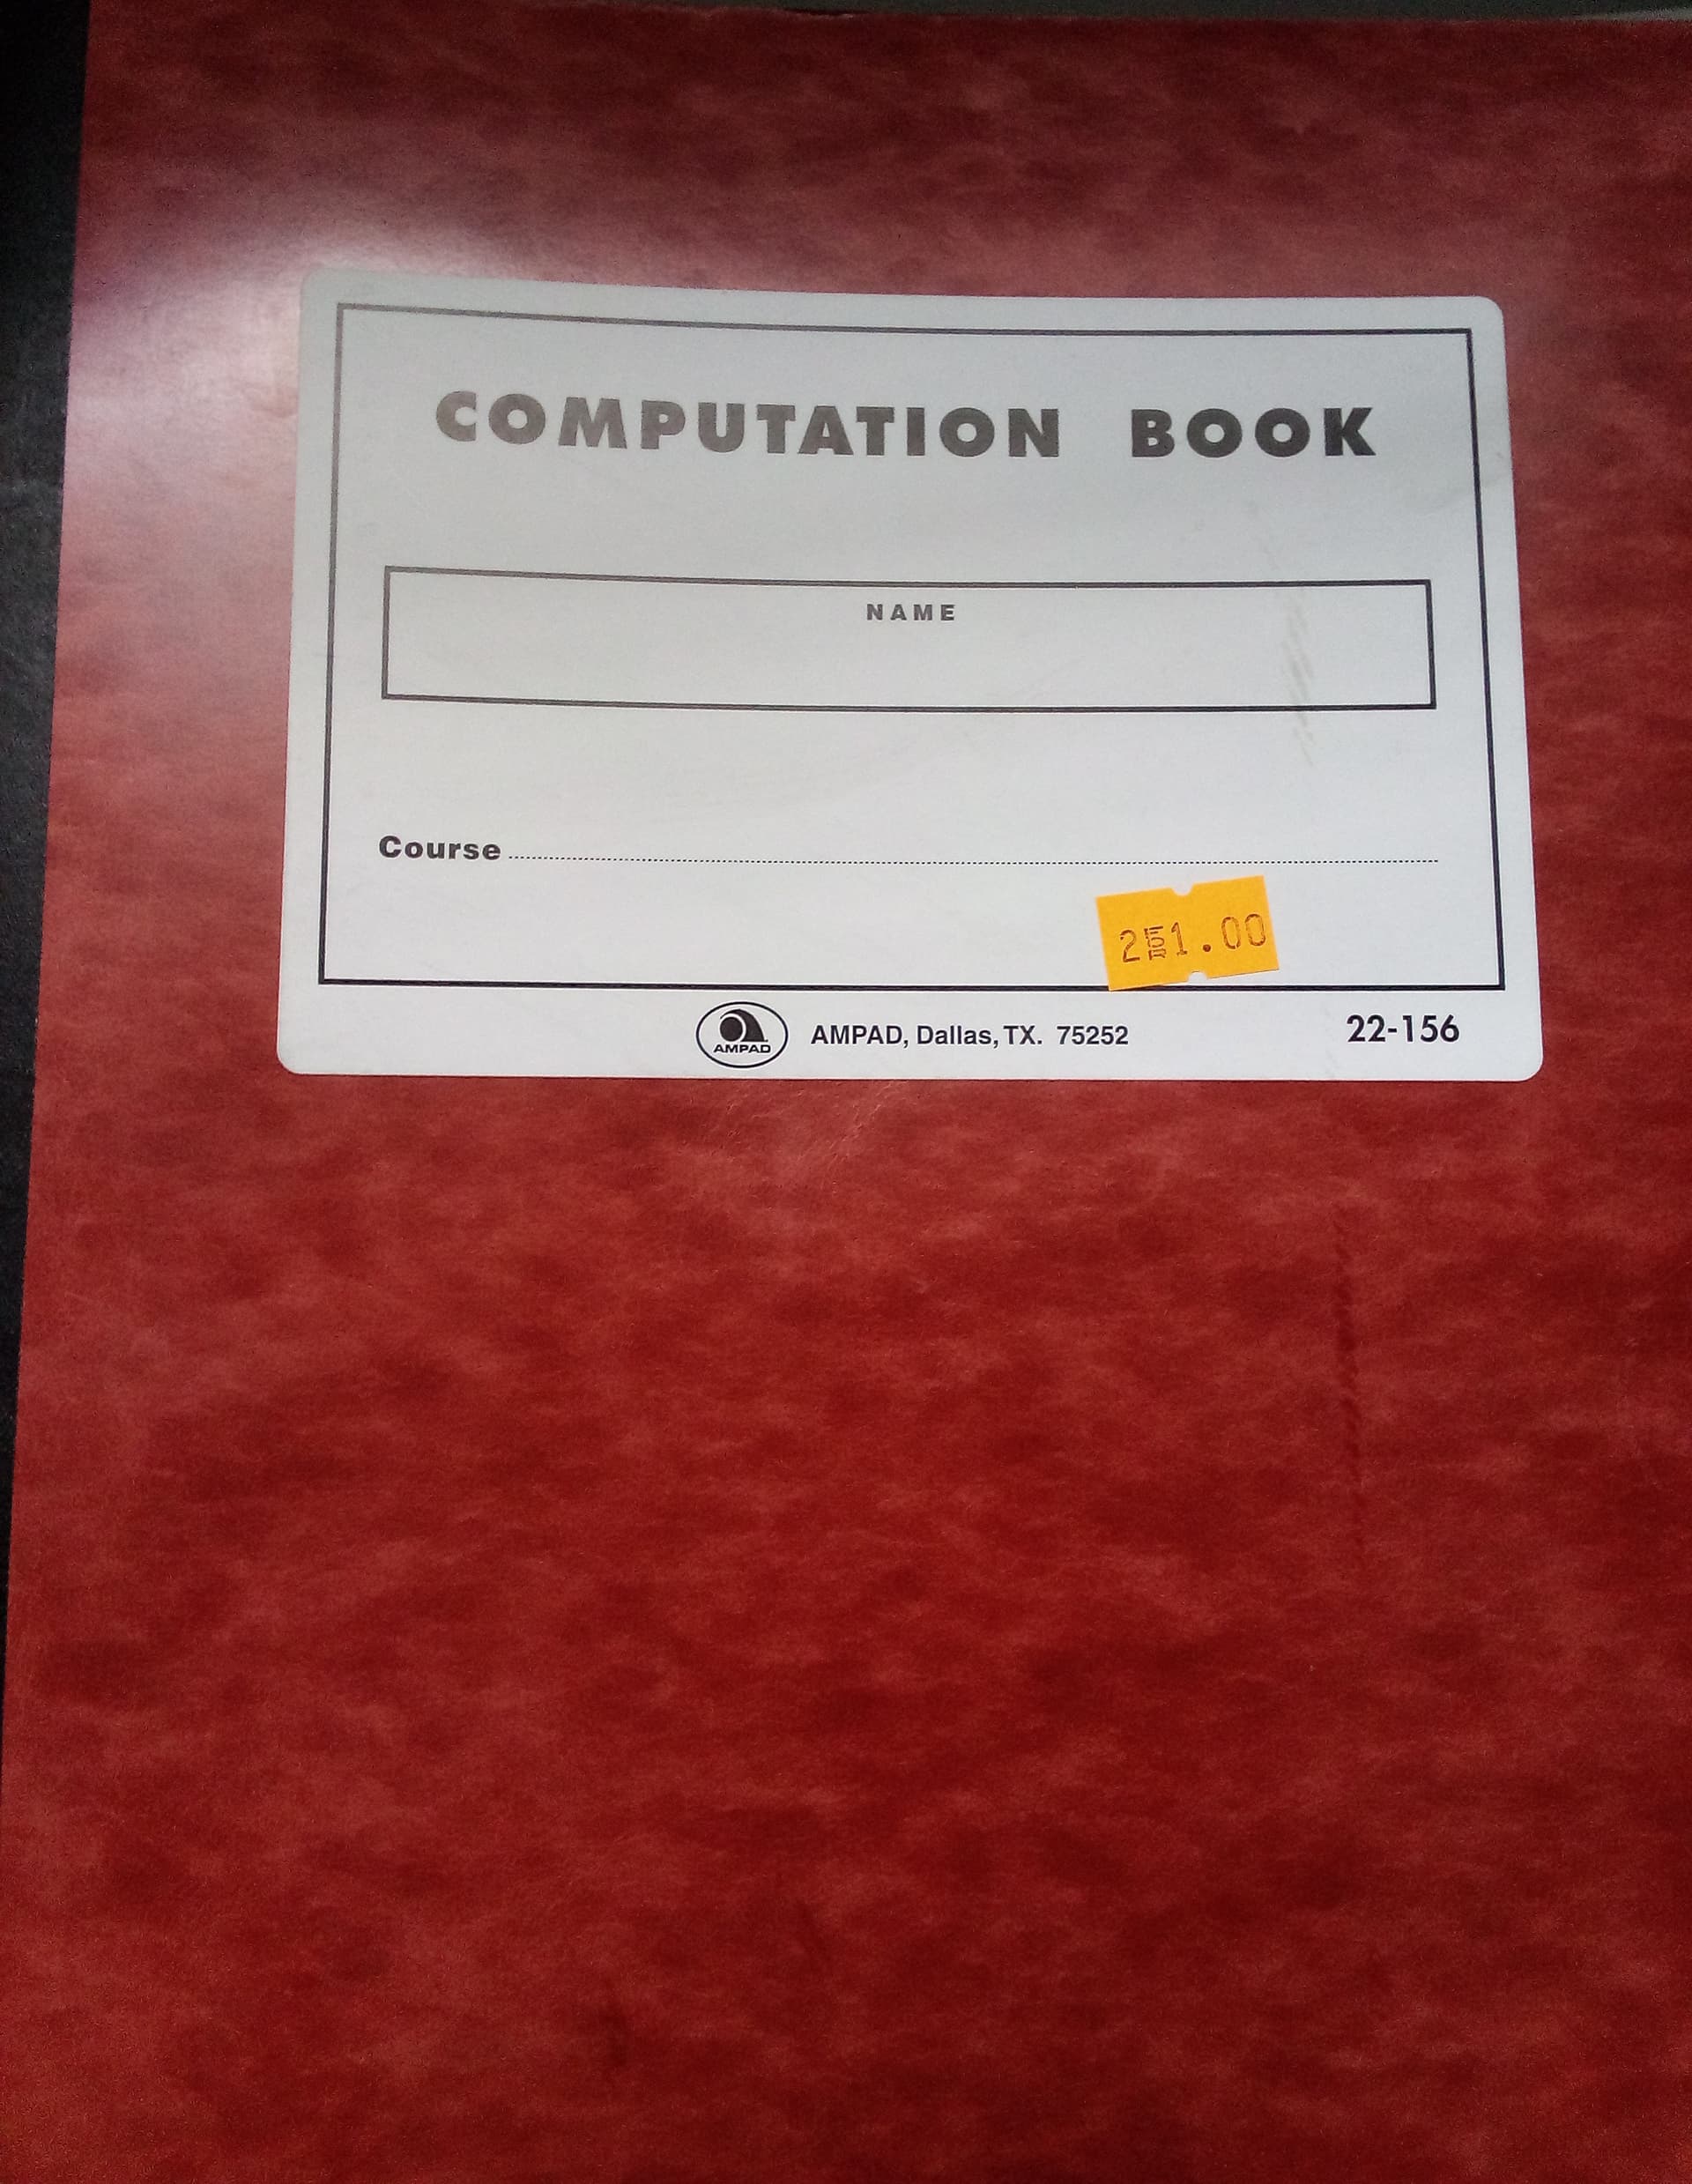 COMPUTATION BOOK
NAME
Course
2 FOR 1.00
AMPAD
AMPAD, Dallas, TX. 75252
22-156